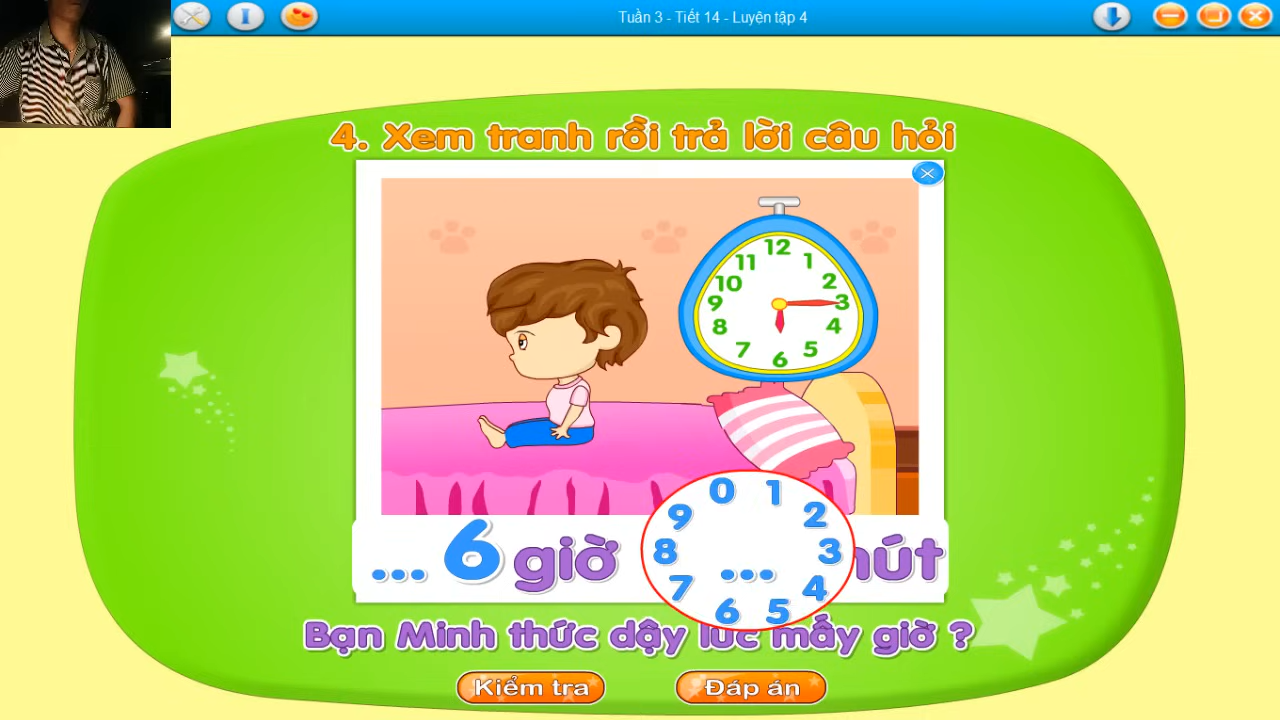 Tuần 3 - Tiết 14 - Luyện tập 4
4. Xem tranh rồi trả lời câu hỏi
12
11 1
10 2
9 3
8 4
7 5
6
0 1
9 2
... 6 giờ 8 ... 3 hút
7 4
6 5
Bạn Minh thức dậy lúc mấy giờ ?
Kiểm tra Đáp án